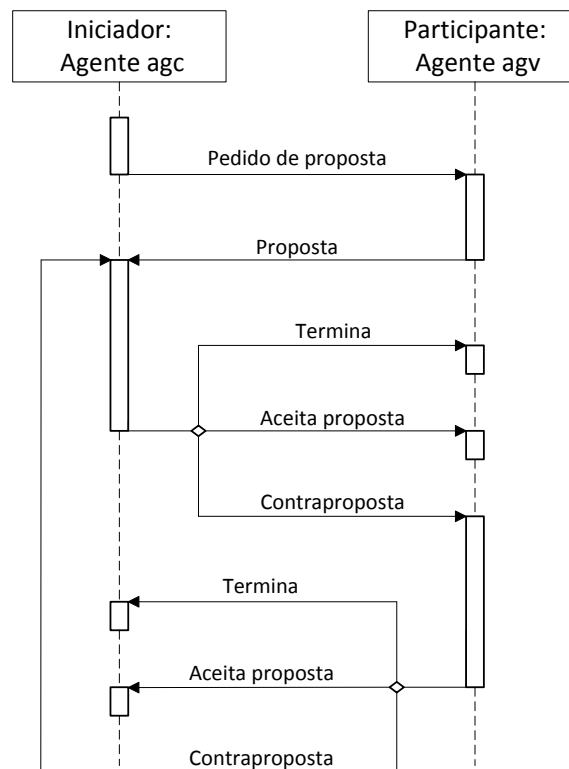 Iniciador:
Agente agc
Participante:
Agente agv
Pedido de proposta
Proposta
Termina
Aceita proposta
Contraproposta
Termina
Aceita proposta
Contraproposta